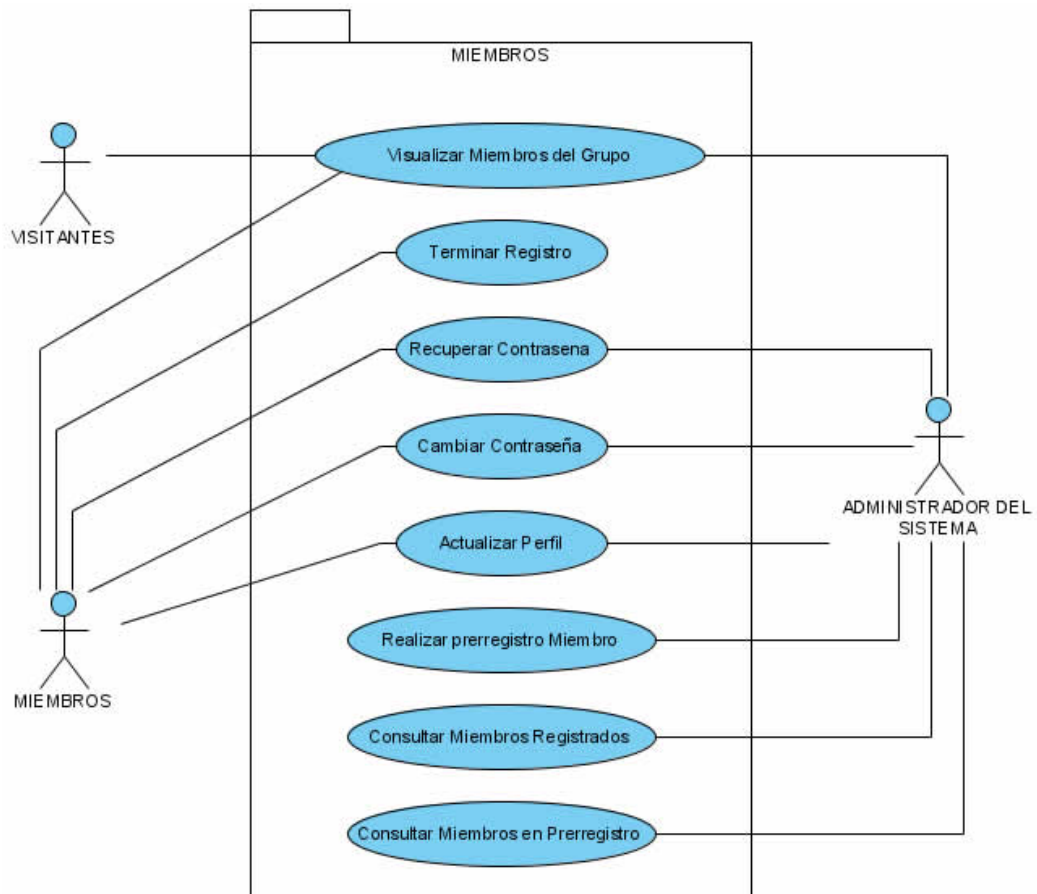 MIEMBROS
Visualizar Miembros del Grupo
VISITANTES
Terminar Registro
Recuperar Contrasena
Cambiar Contraseña
ADMINISTRADOR DEL
SISTEMA
Actualizar Perfil
Realizar prerregistro Miembro
MIEMBROS
Consultar Miembros Registrados
Consultar Miembros en Prerregistro